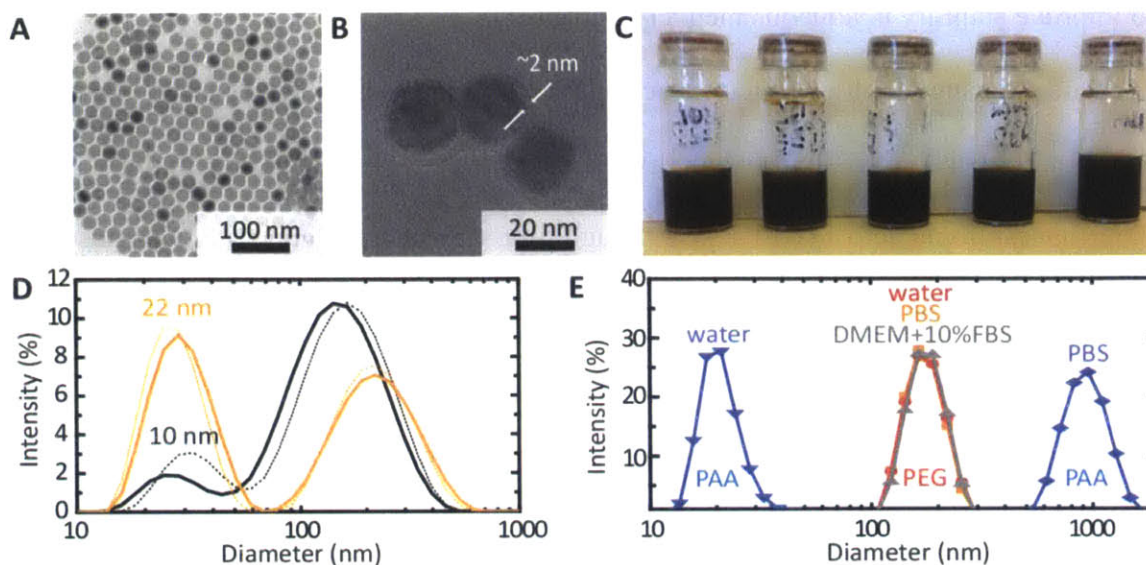 A
100 nm
B
~2 nm
20 nm
C
D
22 nm
10 nm
Intensity (%)
12
10
8
6
4
2
0
10
100
1000
Diameter (nm)
E
water
water
PBS
DMEM+10%FBS
PBS
PAA
PEG
PAA
Intensity (%)
40
30
20
10
10
100
1000
Diameter (nm)